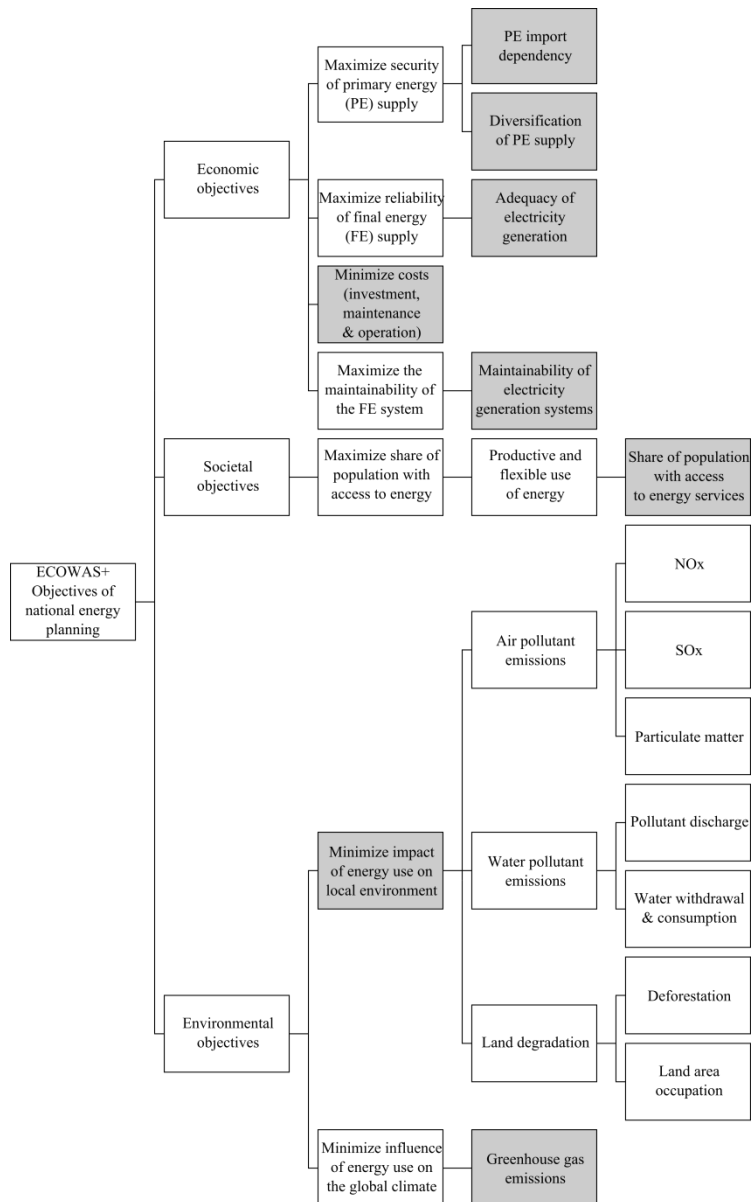 PE import
dependency
Maximize security
of primary energy
(PE) supply
Diversification
of PE supply
Economic
objectives
Maximize reliability
of final energy
(FE) supply
Adequacy of
electricity
generation
Minimize costs
(investment,
maintenance
& operation)
Maximize the
maintainability of
the FE system
Maintainability of
electricity
generation systems
Societal
objectives
Maximize share of
population with
access to energy
Productive and
flexible use
of energy
Share of population
with access
to energy services
ECOWAS+
Objectives of
national energy
planning
NOx
Air pollutant
emissions
SOx
Particulate matter
Minimize impact
of energy use on
local environment
Pollutant discharge
Water pollutant
emissions
Water withdrawal
& consumption
Environmental
objectives
Deforestation
Land degradation
Land area
occupation
Minimize influence
of energy use on
the global climate
Greenhouse gas
emissions